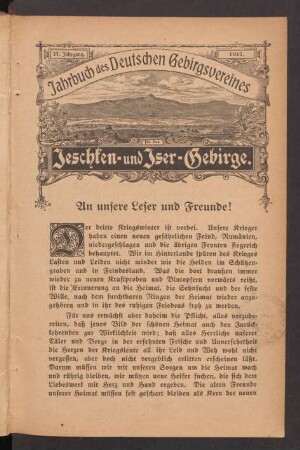 27. Jahrgang.
1917.
Jahrbuch des Deutschen Gebirgsvereines
für das
Jeschken- und Iser-Gebirge.
An unsere Leser und Freunde!
Der dritte Kriegswinter ist vorbei. Unsere Krieger
haben einen neuen gefährlichen Feind, Rumänien,
niedergeschlagen und die übrigen Fronten siegreich
behauptet. Wir im Hinterlande spüren des Krieges
Lasten und Leiden nicht minder wie die Helden im Schützen-
graben und in Feindesland. Was die dort draußen immer
wieder zu neuen Kraftproben und Blutopfern vorwärts reißt,
ist die Erinnerung an die Heimat, die Sehnsucht und der feste
Wille, nach dem furchtbaren Ringen der Heimat wieder anzu-
gehören und in ihr des ruhigen Friedens froh zu werden.
Für uns erwächst aber daheim die Pflicht, alles vorzube-
reiten, daß jenes Bild der schönen Heimat auch den Zurück-
kehrenden zur Wirklichkeit wird; daß alles Herrliche unserer
Täler und Berge in der ersehnten Frische und Unversehrtheit
die Herzen der Kriegsleute all ihr Leid und Weh wohl nicht
vergessen, aber doch nicht vergeblich erlitten erscheinen läßt.
Darum müssen wir mit unseren Sorgen um die Heimat wach
und rührig bleiben, wir müssen neue Helfer suchen, die sich dem
Liebeswerk mit Herz und Hand ergeben. Die alten Freunde
unserer Heimat müssen fest geschart bleiben als Kern der neuen